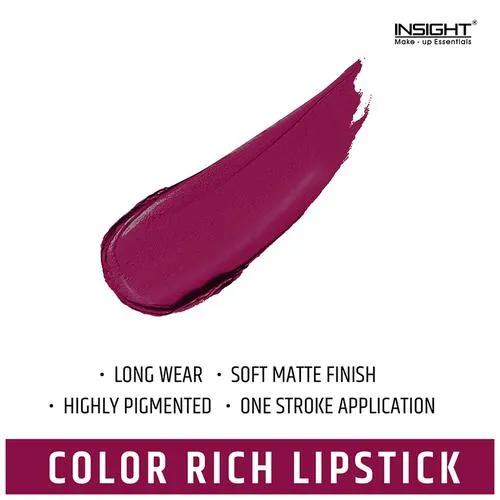 INSIGHT®
Make - up Essentials
• LONG WEAR • SOFT MATTE FINISH
• HIGHLY PIGMENTED • ONE STROKE APPLICATION
COLOR RICH LIPSTICK